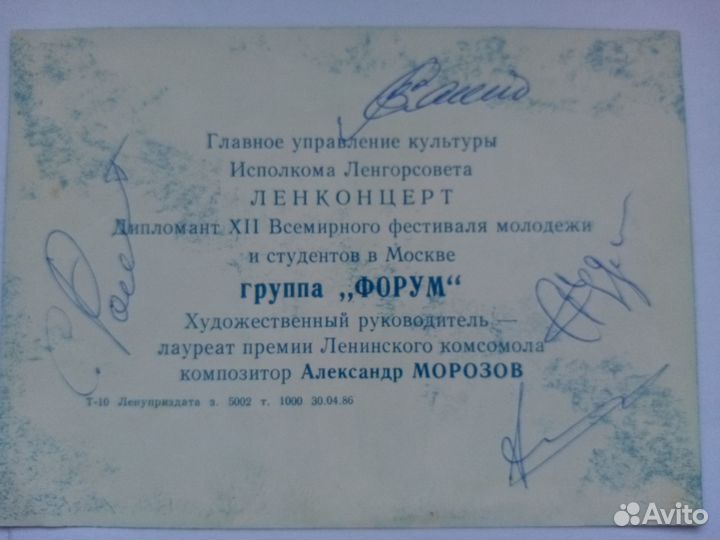 Главное управление культуры
Исполкома Ленгорсовета
ЛЕНКОНЦЕРТ
Дипломант XII Всемирного фестиваля молодежи
и студентов в Москве
группа „ФОРУМ“
Художественный руководитель —
лауреат премии Ленинского комсомола
композитор Александр МОРОЗОВ
Т-10 Ленуприздата з. 5002 т. 1000 30.04.86
Avito